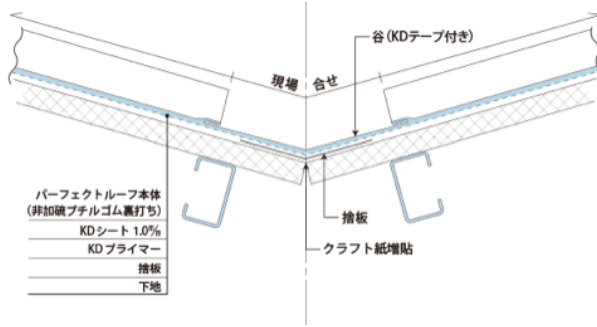 谷(KDテープ付き)
現場 合せ
パーフェクトルーフ本体
(非加硫ブチルゴム裏打ち)
KDシート 1.0㎜
KDプライマー
捨板
下地
捨板
クラフト紙増貼